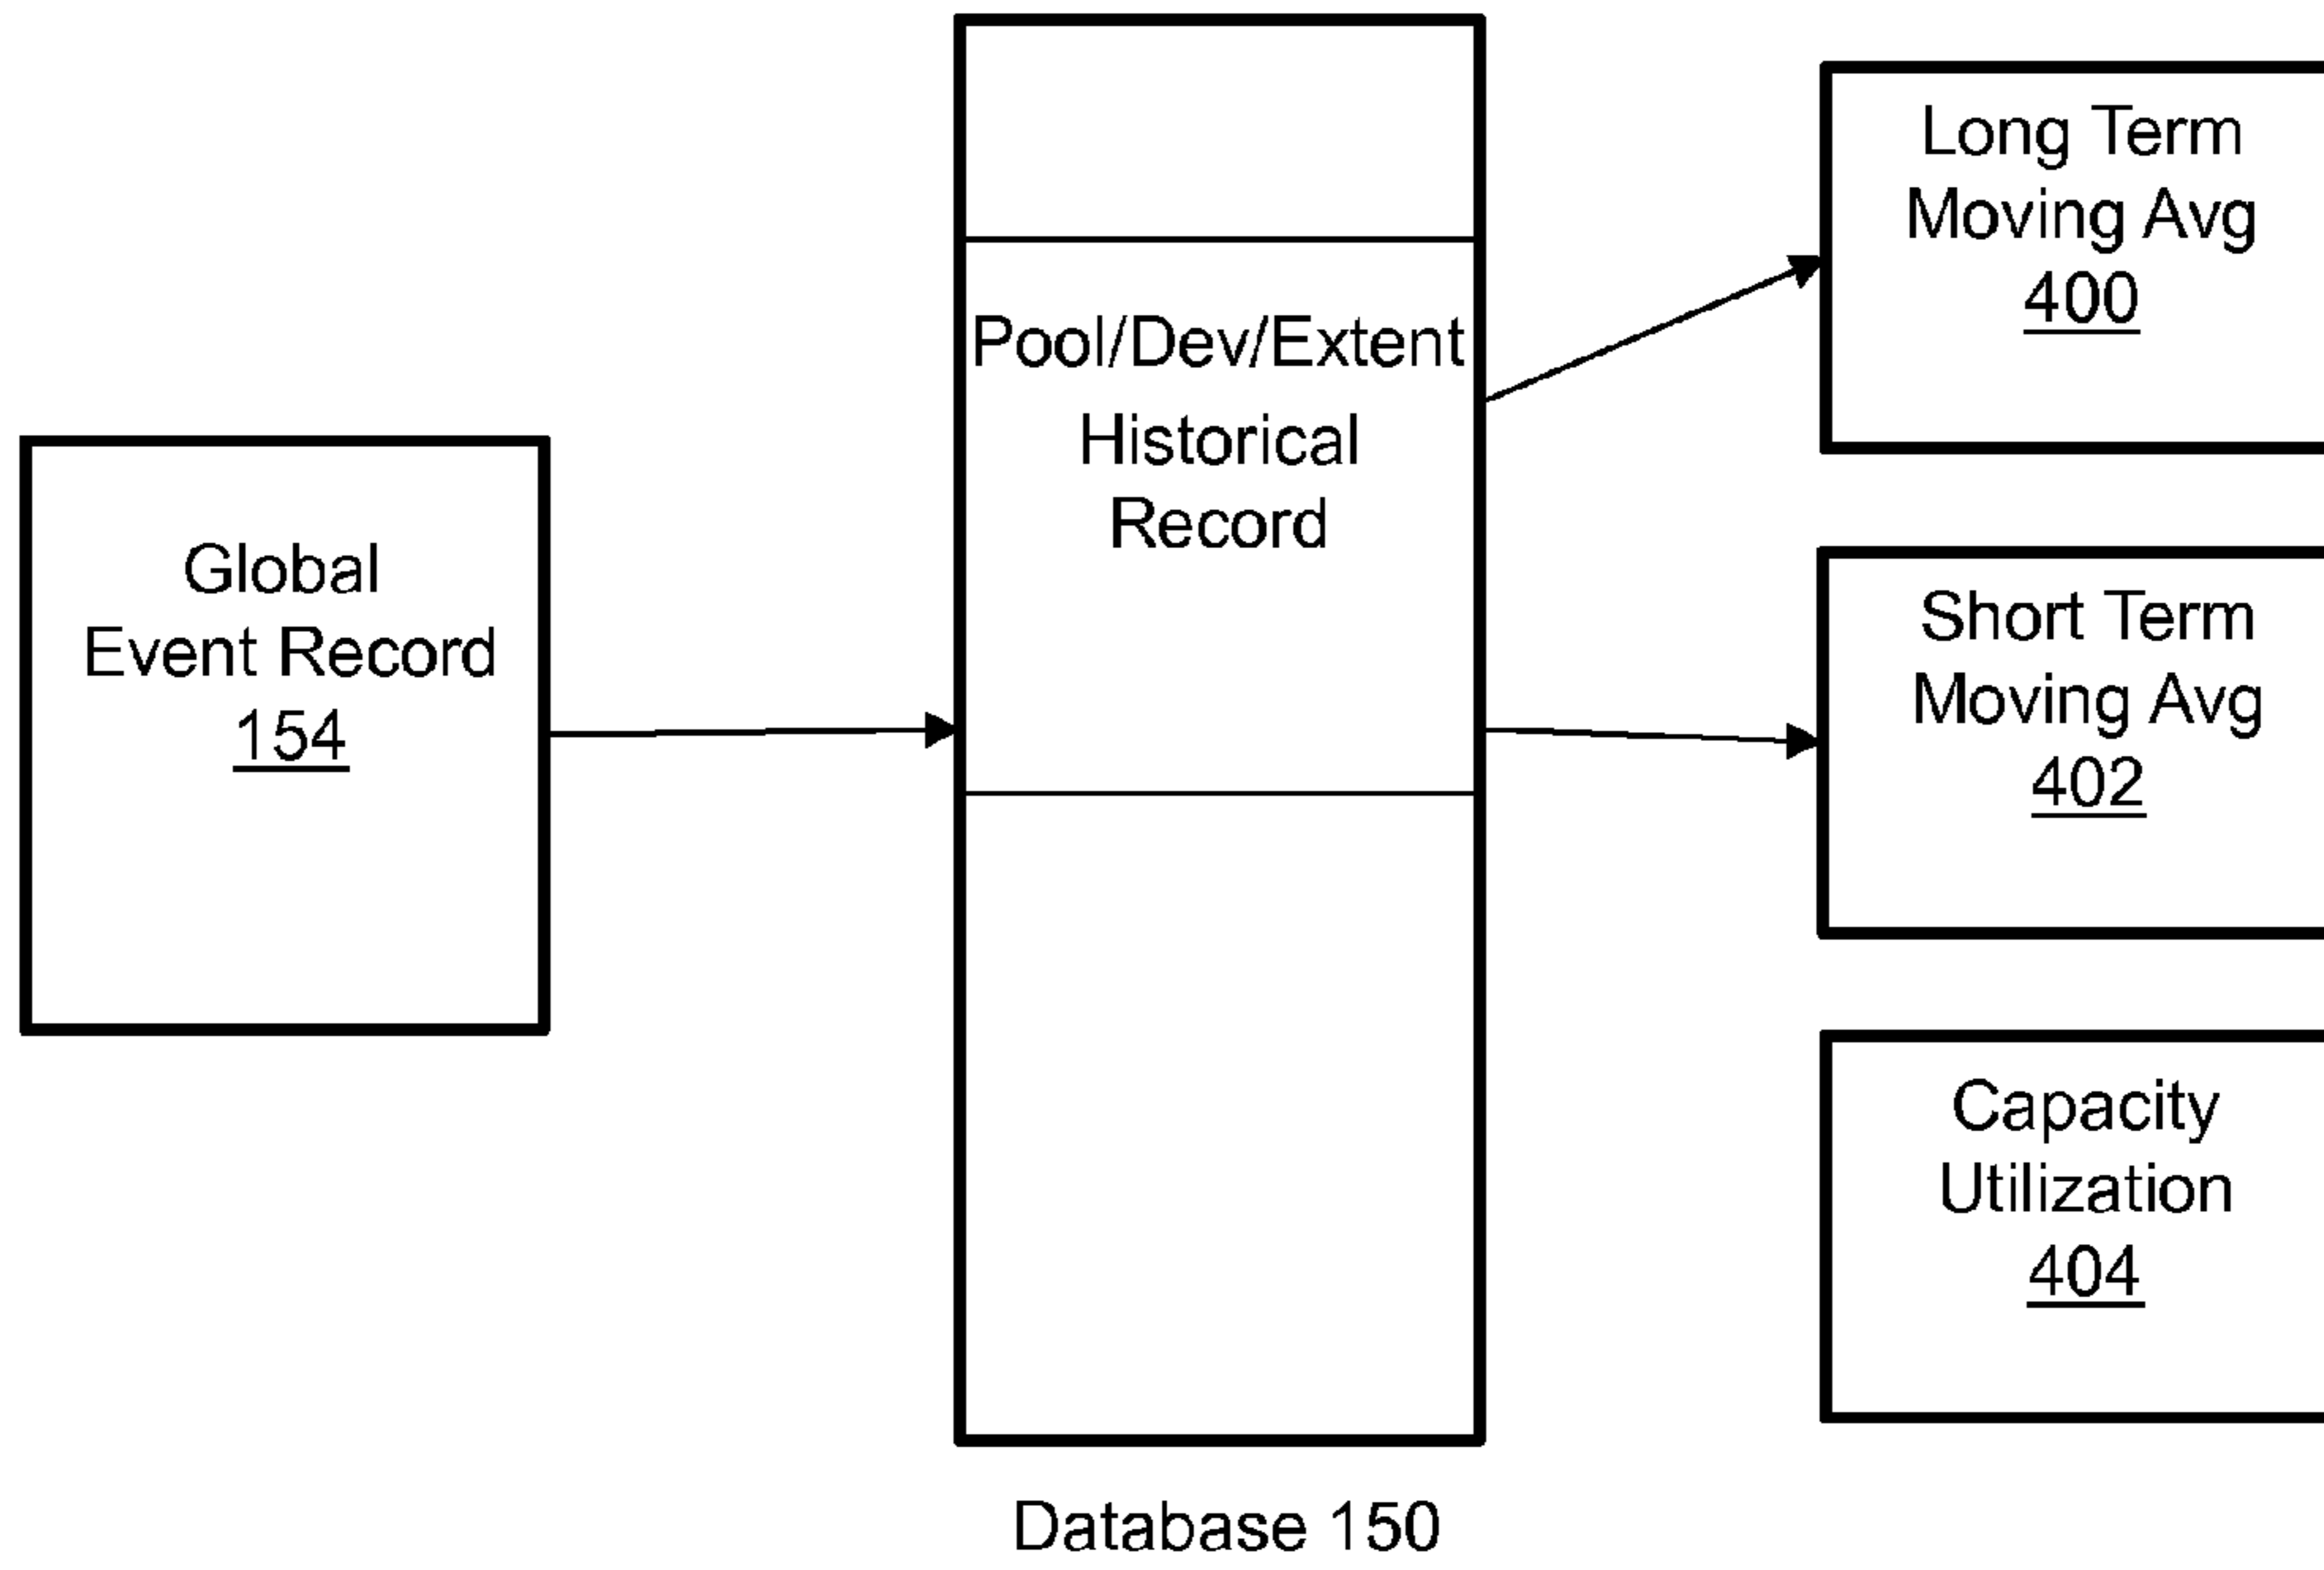 Global
Event Record
154
Pool/Dev/Extent
Historical
Record
Database 150
Long Term
Moving Avg
400
Short Term
Moving Avg
402
Capacity
Utilization
404